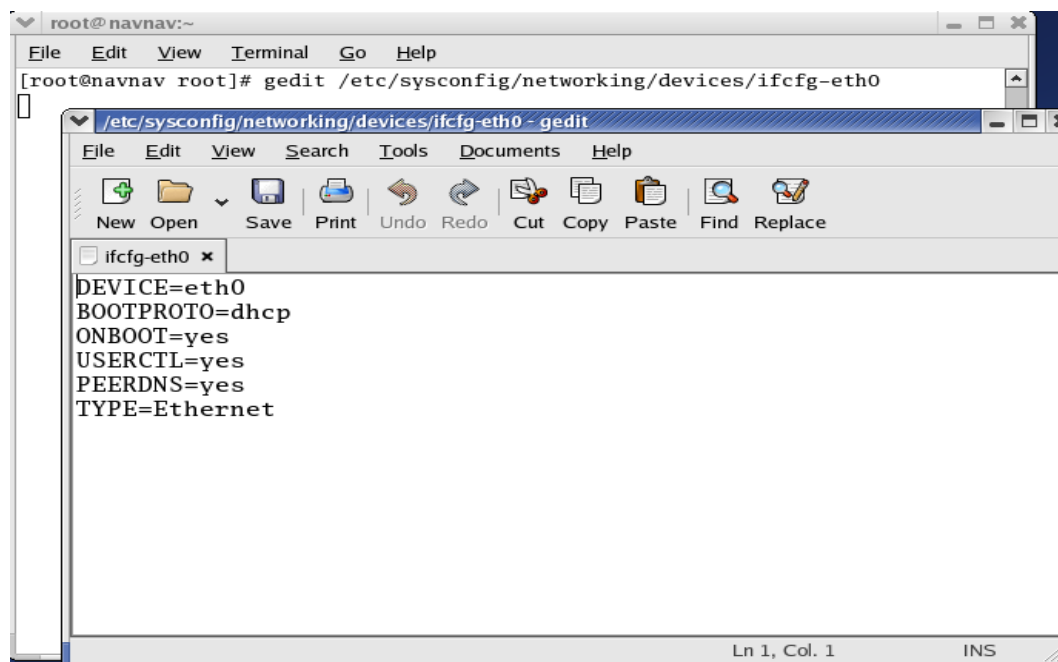 root@navnav:~
File Edit View Terminal Go Help
[root@navnav root]# gedit /etc/sysconfig/networking/devices/ifcfg-eth0
/etc/sysconfig/networking/devices/ifcfg-eth0 - gedit
File Edit View Search Tools Documents Help
New Open Save Print Undo Redo Cut Copy Paste Find Replace
ifcfg-eth0
DEVICE=eth0
BOOTPROTO=dhcp
ONBOOT=yes
USERCTL=yes
PEERDNS=yes
TYPE=Ethernet
Ln 1, Col. 1 INS